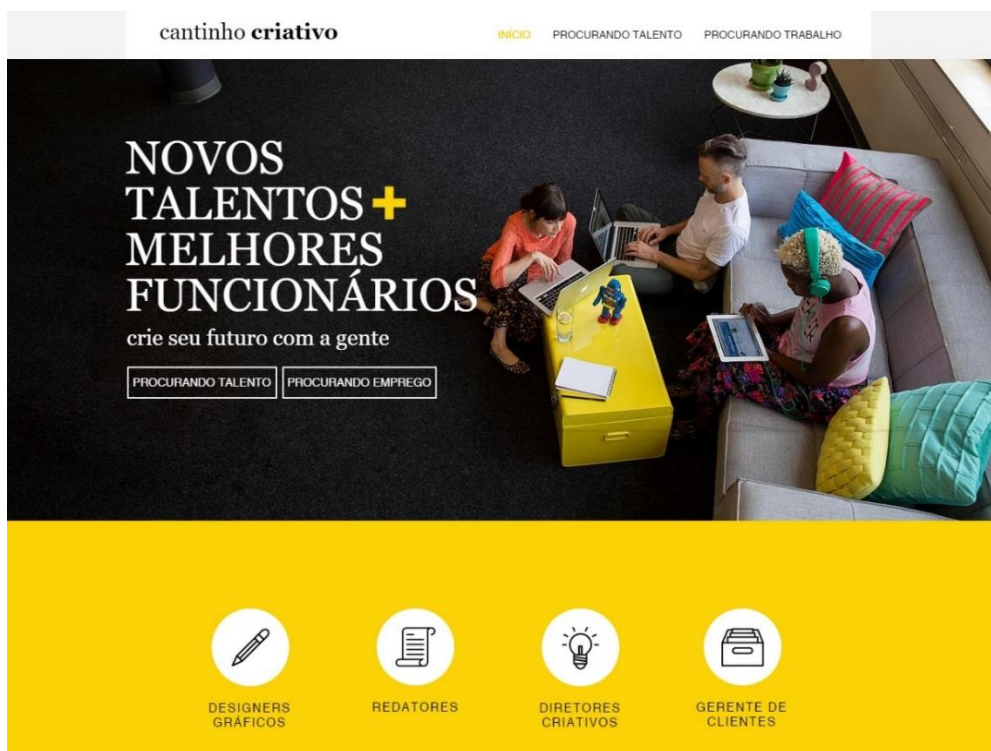 cantinho criativo
INÍCIO PROCURANDO TALENTO PROCURANDO TRABALHO
NOVOS
TALENTOS+
MELHORES
FUNCIONÁRIOS
crie seu futuro com a gente
PROCURANDO TALENTO PROCURANDO EMPREGO
DESIGNERS
GRÁFICOS
REDATORES
DIRETORES
CRIATIVOS
GERENTE DE
CLIENTES